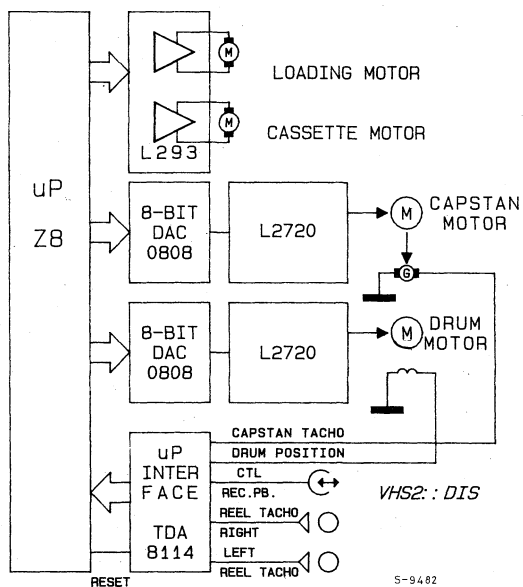 uP
Z8
M
M
L293
LOADING MOTOR
CASSETTE MOTOR
8-BIT
DAC
0808
L2720
M
CAPSTAN
MOTOR
G
8-BIT
DAC
0808
L2720
M
DRUM
MOTOR
uP
INTER
FACE
TDA
8114
CAPSTAN TACHO
DRUM POSITION
CTL
REC.PB.
REEL TACHO
RIGHT
LEFT
REEL TACHO
RESET
VHS2::DIS
S-9482